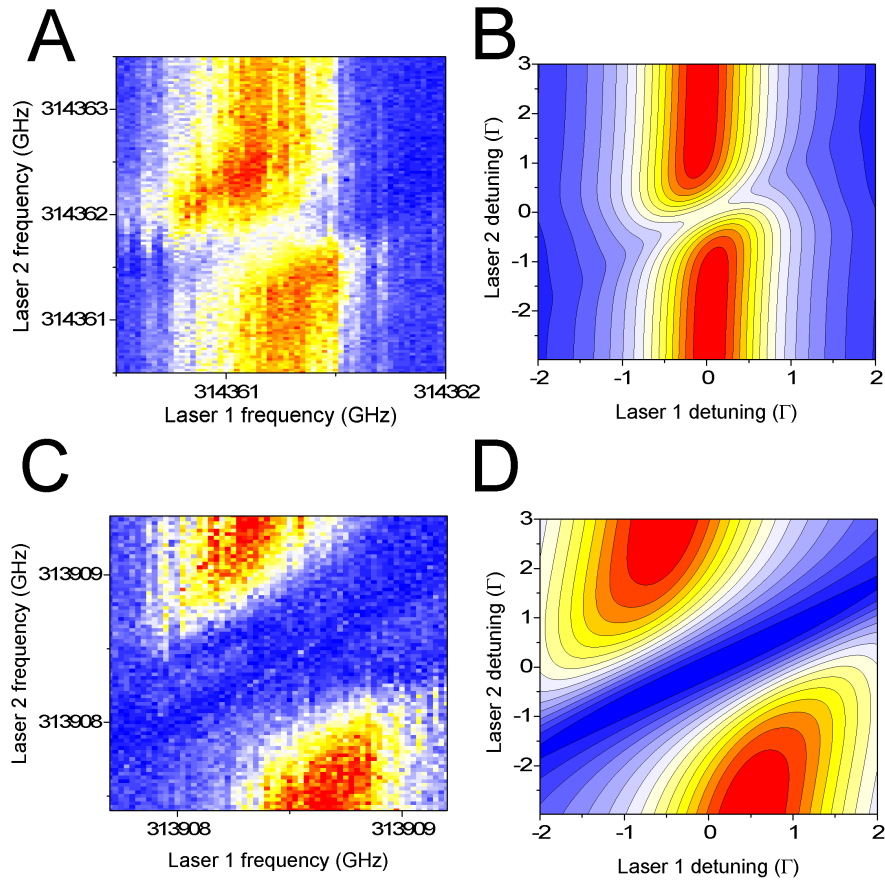 A
314363
314362
314361
Laser 2 frequency (GHz)
314361
314362
Laser 1 frequency (GHz)
B
3
2
1
0
-1
-2
Laser 2 detuning (Γ)
-2
-1
0
1
2
Laser 1 detuning (Γ)
C
313909
313908
Laser 2 frequency (GHz)
313908
313909
Laser 1 frequency (GHz)
D
3
2
1
0
-1
-2
Laser 2 detuning (Γ)
-2
-1
0
1
2
Laser 1 detuning (Γ)